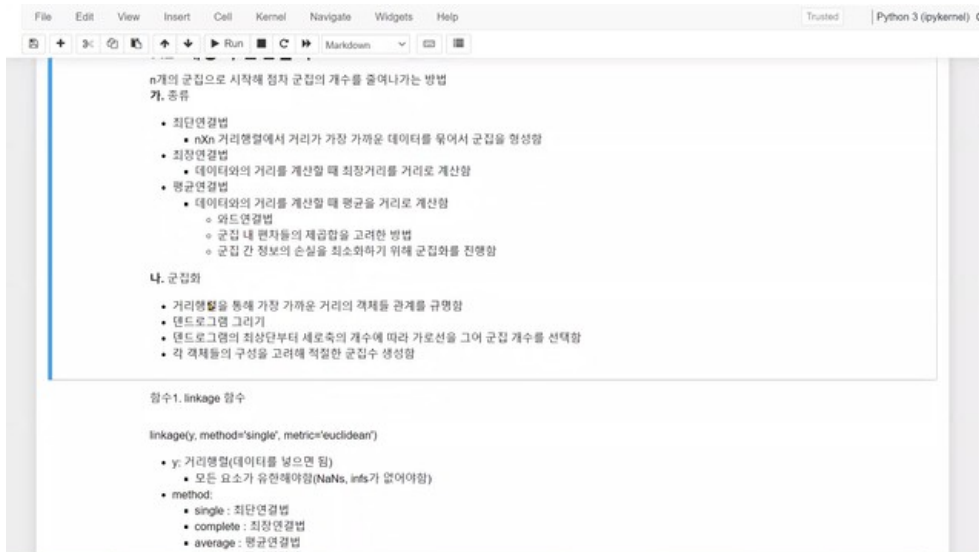 File Edit View Insert Cell Kernel Navigate Widgets Help
Trusted
Python 3 (ipykernel)
Run
Markdown
n개의 군집으로 시작해 점차 군집의 개수를 줄여나가는 방법
가. 종류
최단연결법
nXn 거리행렬에서 거리가 가장 가까운 데이터를 묶어서 군집을 형성함
최장연결법
데이터와의 거리를 계산할 때 최장거리를 거리로 계산함
평균연결법
데이터와의 거리를 계산할 때 평균을 거리로 계산함
와드연결법
군집 내 편차들의 제곱합을 고려한 방법
군집 간 정보의 손실을 최소화하기 위해 군집화를 진행함
나. 군집화
거리행렬을 통해 가장 가까운 거리의 객체들 관계를 규명함
덴드로그램 그리기
덴드로그램의 최상단부터 세로축의 개수에 따라 가로선을 그어 군집 개수를 선택함
각 객체들의 구성을 고려해 적절한 군집수 생성함
함수1. linkage 함수
linkage(y, method='single', metric='euclidean')
y: 거리행렬(데이터를 넣으면 됨)
모든 요소가 유한해야함(NaNs, infs가 없어야함)
method:
single : 최단연결법
complete : 최장연결법
average : 평균연결법